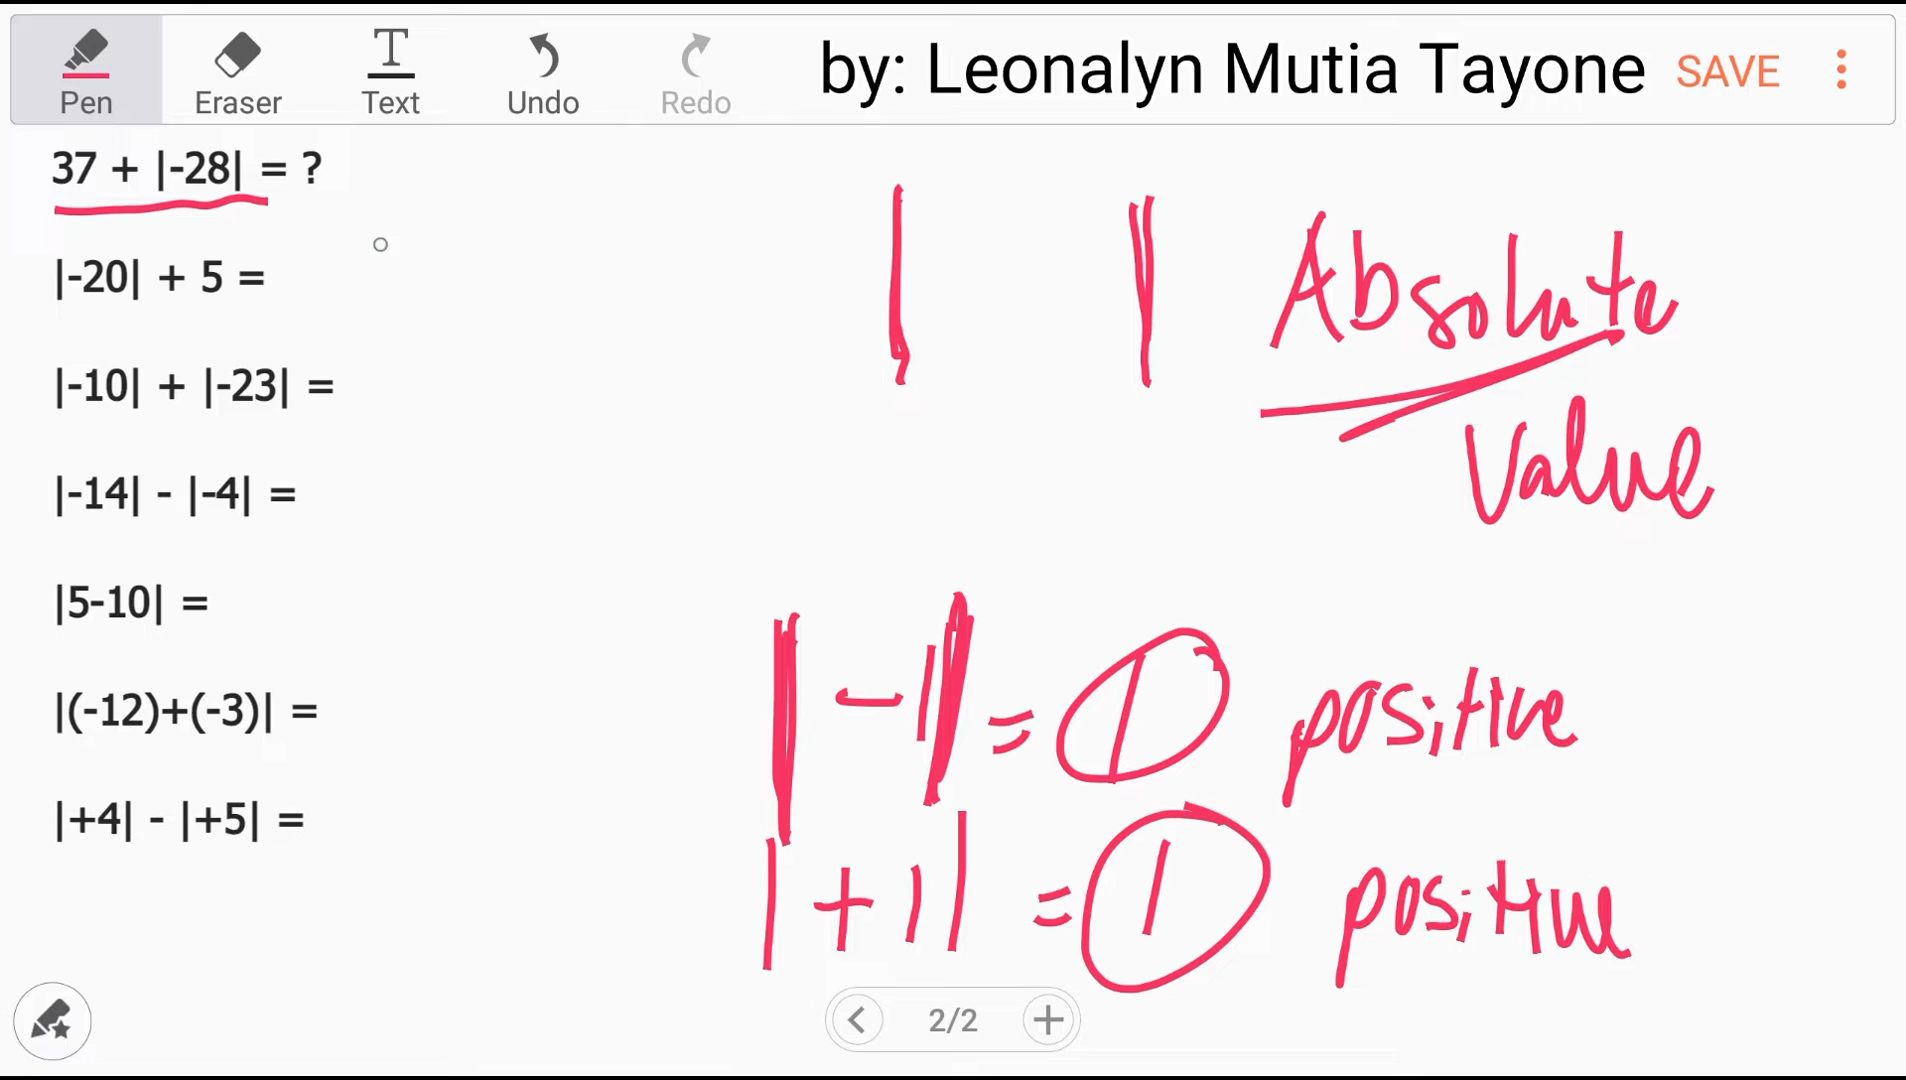 Pen Eraser Text Undo Redo by: Leonalyn Mutia Tayone SAVE
37 + |-28| = ?
|-20| + 5 =
|-10| + |-23| =
|-14| - |-4| =
|5-10| =
|(-12)+(-3)| =
|+4| - |+5| =
| | Absolute
Value
|-1| = 1 positive
|+1| = 1 positive
2/2